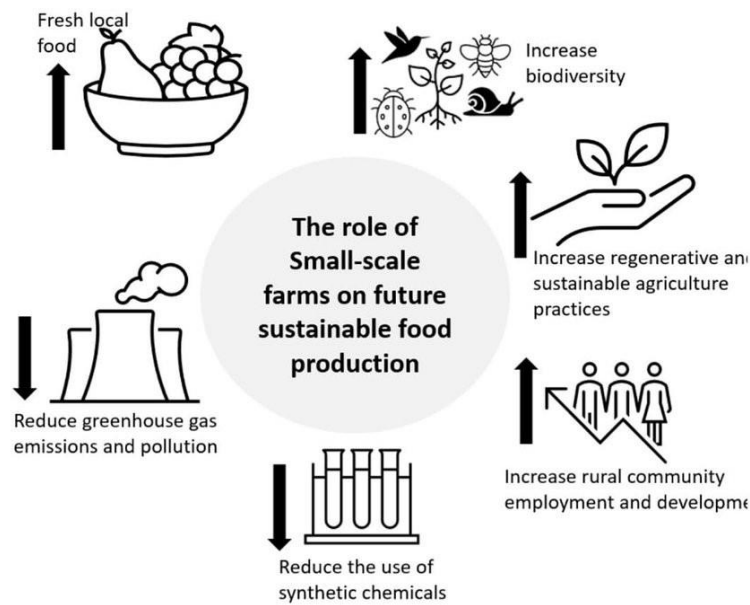 Fresh local
food
Increase
biodiversity
The role of
Small-scale
farms on future
sustainable food
production
Increase regenerative an
sustainable agriculture
practices
Reduce greenhouse gas
emissions and pollution
Increase rural community
employment and developme
Reduce the use of
synthetic chemicals